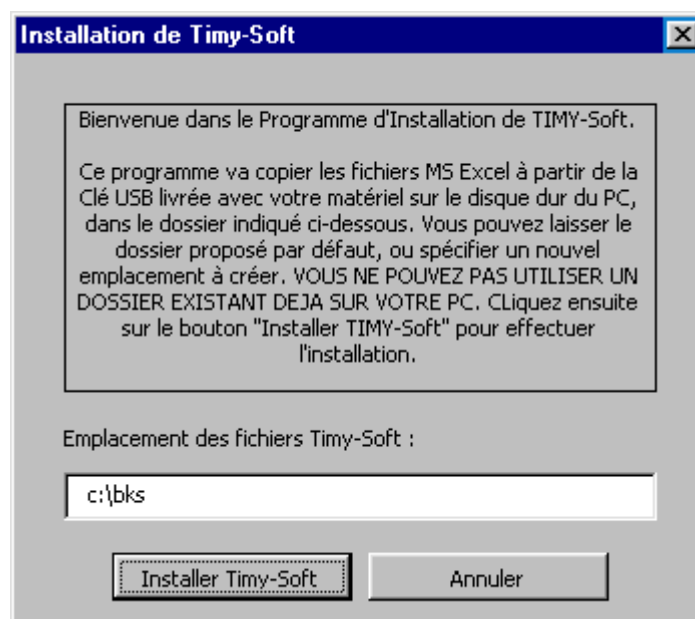 Installation de Timy-Soft
Bienvenue dans le Programme d'Installation de TIMY-Soft.
Ce programme va copier les fichiers MS Excel à partir de la
Clé USB livrée avec votre matériel sur le disque dur du PC,
dans le dossier indiqué ci-dessous. Vous pouvez laisser le
dossier proposé par défaut, ou spécifier un nouvel
emplacement à créer. VOUS NE POUVEZ PAS UTILISER UN
DOSSIER EXISTANT DEJA SUR VOTRE PC. CLiquez ensuite
sur le bouton "Installer TIMY-Soft" pour effectuer
l'installation.
Emplacement des fichiers Timy-Soft :
c:\bks
Installer Timy-Soft
Annuler